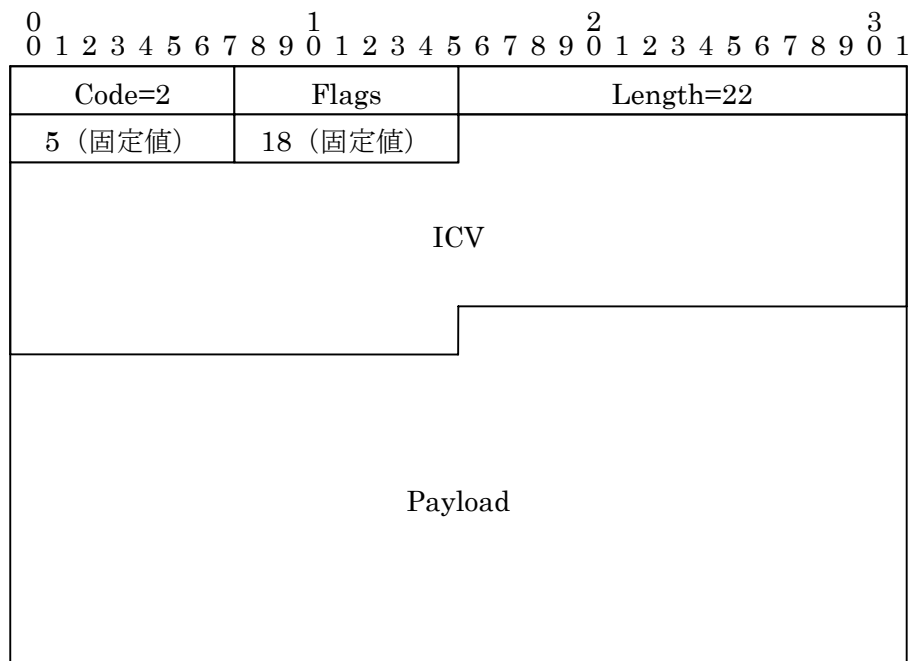 0 1 2 3
0 1 2 3 4 5 6 7 8 9 0 1 2 3 4 5 6 7 8 9 0 1 2 3 4 5 6 7 8 9 0 1
Code=2 Flags Length=22
5（固定値） 18（固定値）
ICV
Payload